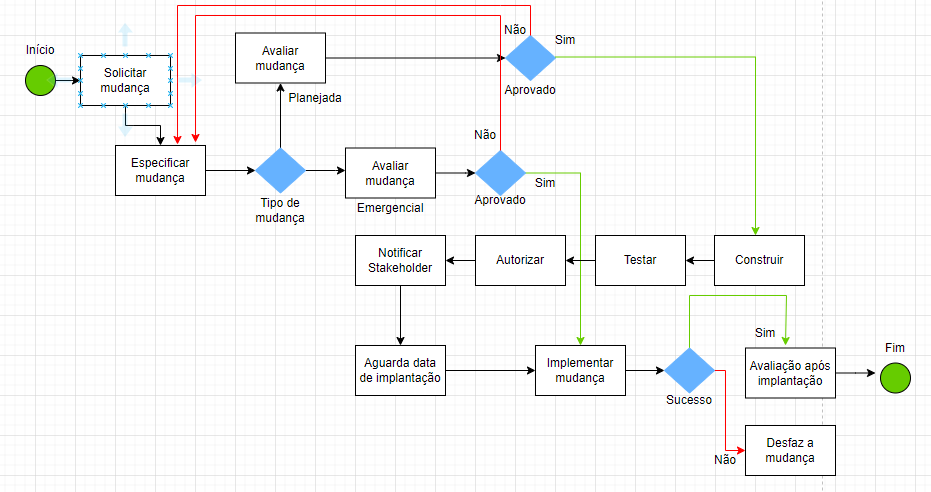 Não
Sim
Início
Avaliar
mudança
Solicitar
mudança
Aprovado
Planejada
Não
Especificar
mudança
Avaliar
mudança
Sim
Tipo de
mudança
Emergencial
Aprovado
Notificar
Stakeholder
Autorizar
Testar
Construir
Sim
Fim
Aguarda data
de implantação
Implementar
mudança
Avaliação após
implantação
Sucesso
Não
Desfaz a
mudança